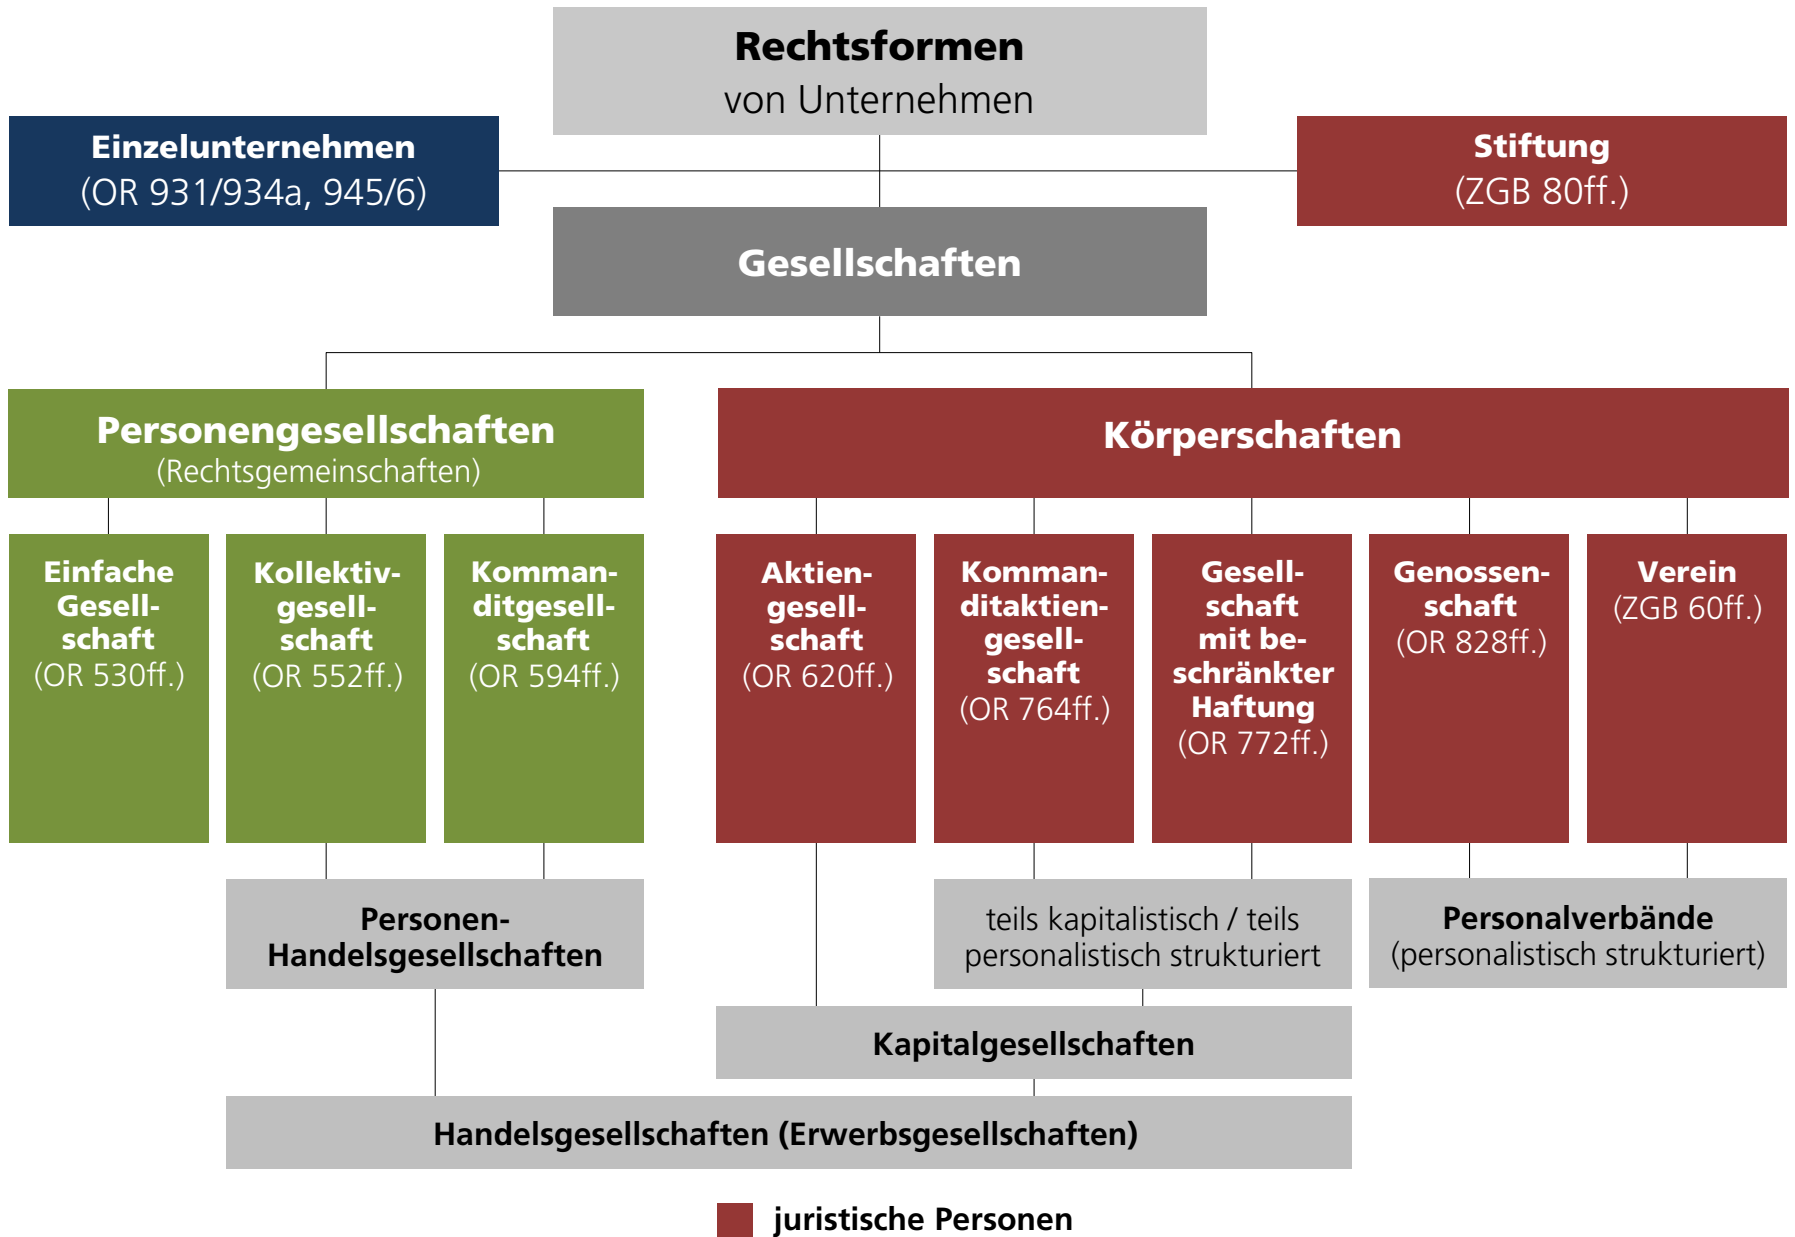 Rechtsformen
von Unternehmen
Einzelunternehmen
(OR 931/934a, 945/6)
Stiftung
(ZGB 80ff.)
Gesellschaften
Personengesellschaften
(Rechtsgemeinschaften)
Körperschaften
Einfache
Gesell-
schaft
(OR 530ff.)
Kollektiv-
gesell-
schaft
(OR 552ff.)
Komman-
ditgesell-
schaft
(OR 594ff.)
Aktien-
gesell-
schaft
(OR 620ff.)
Komman-
ditaktien-
gesell-
schaft
(OR 764ff.)
Gesell-
schaft
mit be-
schränkter
Haftung
(OR 772ff.)
Genossen-
schaft
(OR 828ff.)
Verein
(ZGB 60ff.)
Personen-
Handelsgesellschaften
teils kapitalistisch / teils
personalistisch strukturiert
Personalverbände
(personalistisch strukturiert)
Kapitalgesellschaften
Handelsgesellschaften (Erwerbsgesellschaften)
juristische Personen